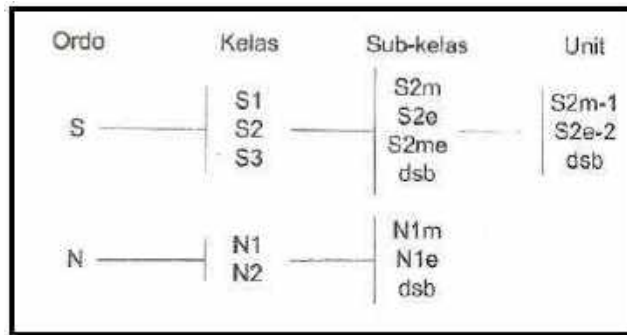 Ordo Kelas Sub-kelas Unit
S
S1
S2
S3
S2m
S2e
S2me
dsb
S2m-1
S2e-2
dsb
N
N1
N2
N1m
N1e
dsb